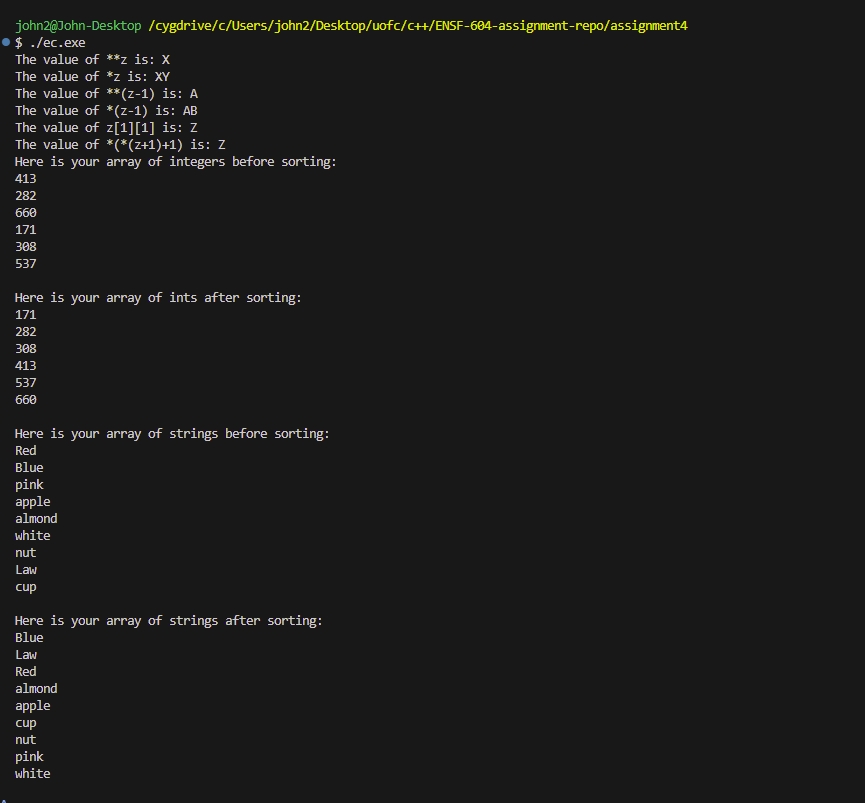 john2@John-Desktop /cygdrive/c/Users/john2/Desktop/uofc/c++/ENSF-604-assignment-repo/assignment4
$ ./ec.exe
The value of **z is: X
The value of *z is: XY
The value of **(z-1) is: A
The value of *(z-1) is: AB
The value of z[1][1] is: Z
The value of *(*(z+1)+1) is: Z
Here is your array of integers before sorting:
413
282
660
171
308
537

Here is your array of ints after sorting:
171
282
308
413
537
660

Here is your array of strings before sorting:
Red
Blue
pink
apple
almond
white
nut
Law
cup

Here is your array of strings after sorting:
Blue
Law
Red
almond
apple
cup
nut
pink
white